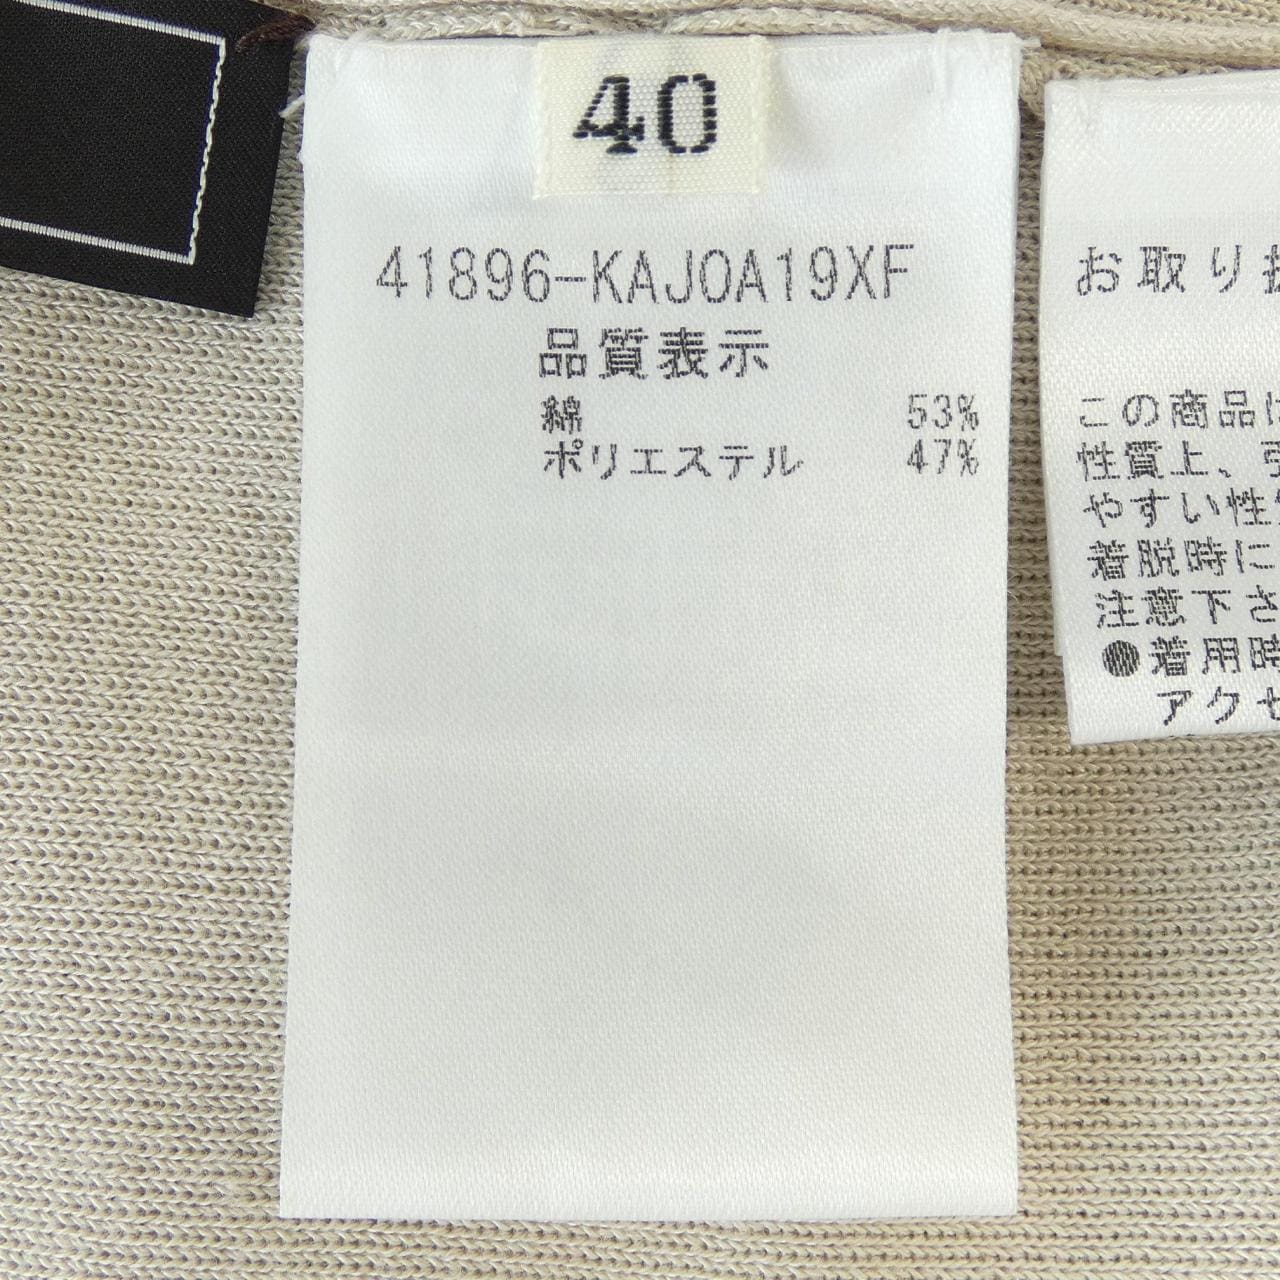 40
41896-KAJOA19XF
品質表示
綿 53%
ポリエステル 47%
お取り扱
この商品は
性質上、引
やすい性質
着脱時に
注意下さ
●着用時
アクセ